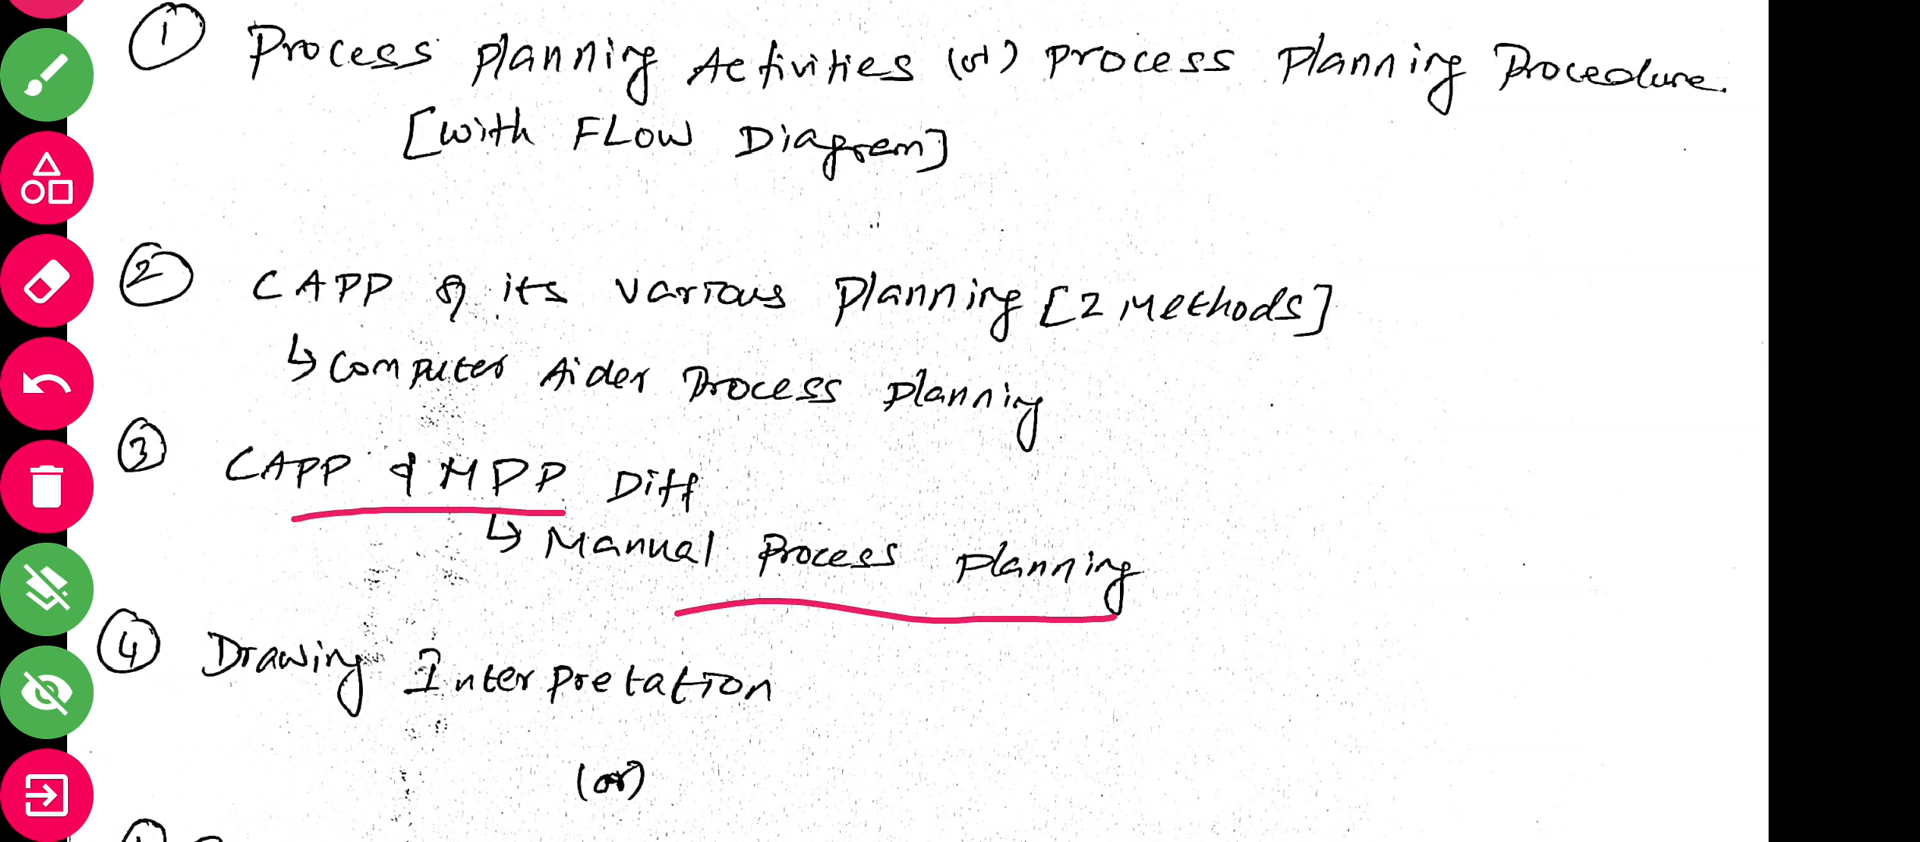 ① Process planning Activities (or) process planning Procedure.
[with FLOW Diagram]
② CAPP & its various planning [2 Methods]
↳ Computer Aider Process planning
③ CAPP & MPP Diff
↳ Manual Process planning
④ Drawing Interpretation
(or)